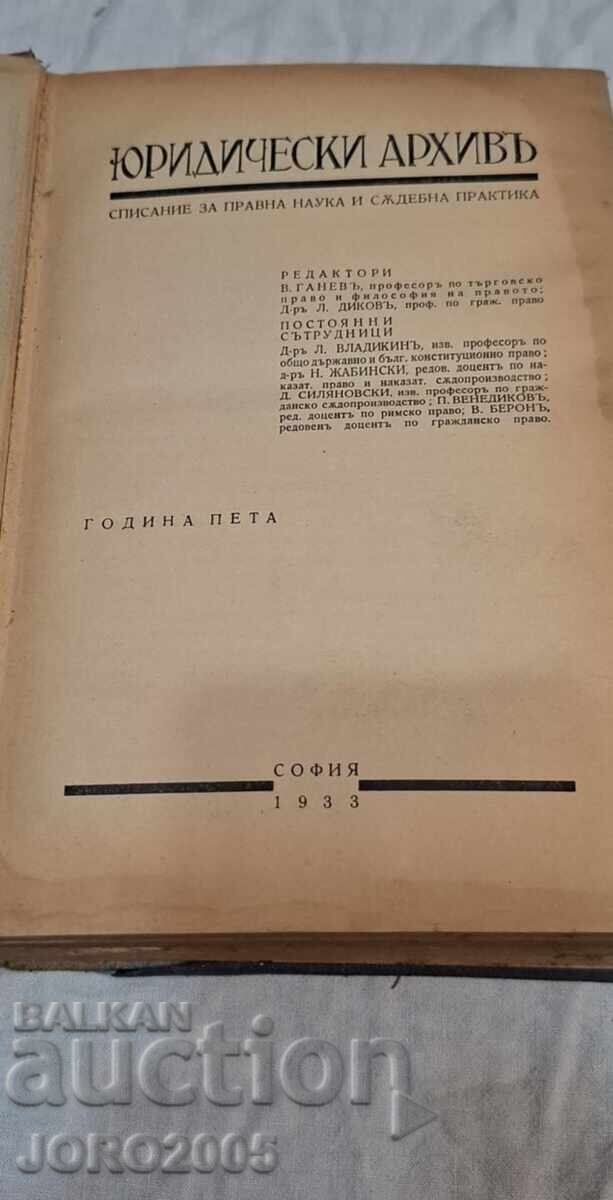 ЮРИДИЧЕСКИ АРХИВЪ
СПИСАНИЕ ЗА ПРАВНА НАУКА И СѪДЕБНА ПРАКТИКА
РЕДАКТОРИ
В. ГАНЕВЪ, професоръ по търговско
право и философия на правото;
Д-ръ Л. ДИКОВЪ, проф. по граж. право
ПОСТОЯННИ
СЪТРУДНИЦИ
Д-ръ Л. ВЛАДИКИНЪ, изв. професоръ по
общо държавно и бълг. конституционно право;
д-ръ Н. ЖАБИНСКИ, редов. доцентъ по на-
казат. право и наказат. сѫдопроизводство;
Д. СИЛЯНОВСКИ, изв. професоръ по граж-
данско сѫдопроизводство; П. ВЕНЕДИКОВЪ,
ред. доцентъ по римско право; В. БЕРОНЪ,
редовенъ доцентъ по гражданско право.
ГОДИНА ПЕТА
СОФИЯ
1933
BALKAN
auction
JORO2005